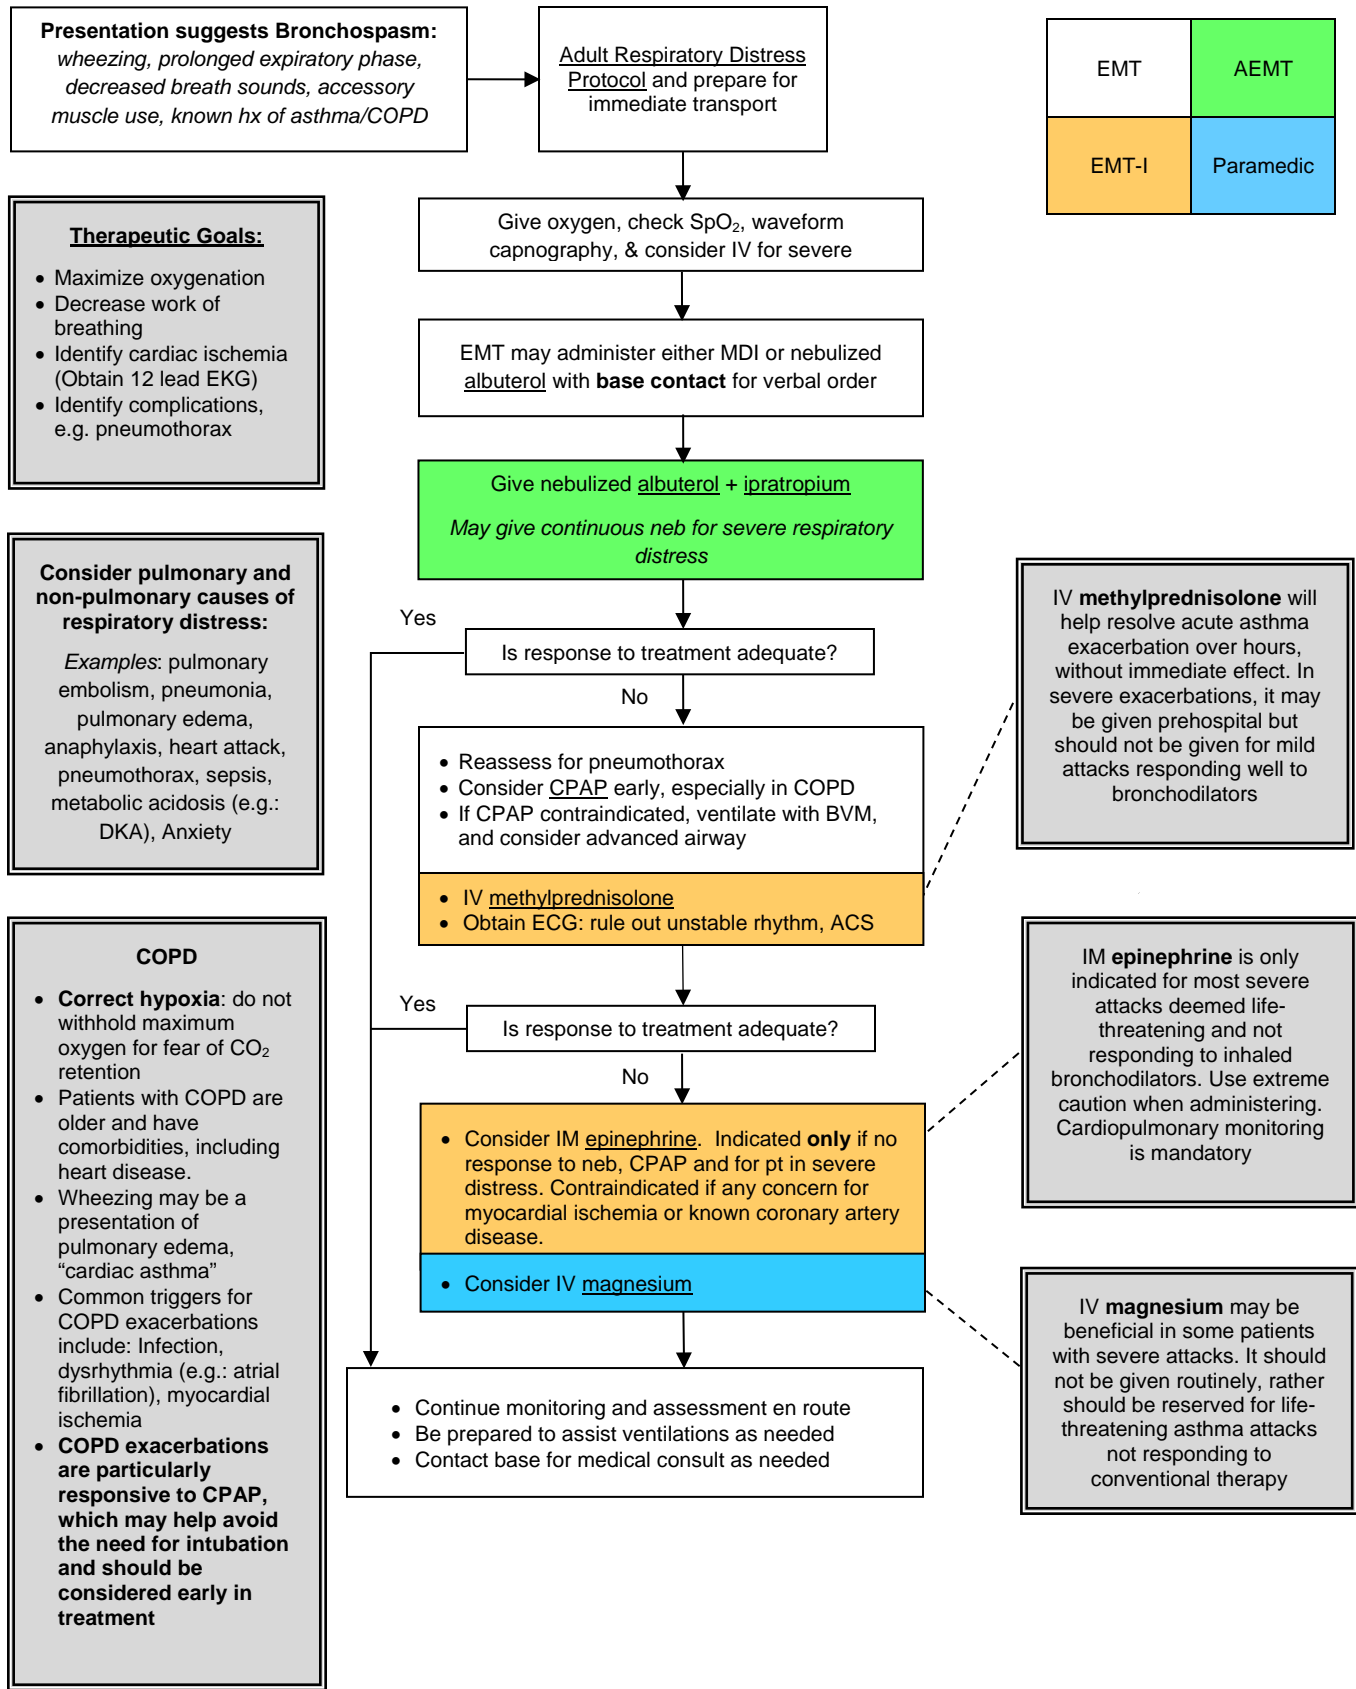 Presentation suggests Bronchospasm:
wheezing, prolonged expiratory phase,
decreased breath sounds, accessory
muscle use, known hx of asthma/COPD
Adult Respiratory Distress
Protocol and prepare for
immediate transport
EMT
AEMT
EMT-I
Paramedic
Give oxygen, check SpO₂, waveform
capnography, & consider IV for severe
Therapeutic Goals:
• Maximize oxygenation
• Decrease work of
breathing
• Identify cardiac ischemia
(Obtain 12 lead EKG)
• Identify complications,
e.g. pneumothorax
EMT may administer either MDI or nebulized
albuterol with base contact for verbal order
Give nebulized albuterol + ipratropium
May give continuous neb for severe respiratory
distress
Consider pulmonary and
non-pulmonary causes of
respiratory distress:
Examples: pulmonary
embolism, pneumonia,
pulmonary edema,
anaphylaxis, heart attack,
pneumothorax, sepsis,
metabolic acidosis (e.g.:
DKA), Anxiety
Yes
Is response to treatment adequate?
No
IV methylprednisolone will
help resolve acute asthma
exacerbation over hours,
without immediate effect. In
severe exacerbations, it may
be given prehospital but
should not be given for mild
attacks responding well to
bronchodilators
• Reassess for pneumothorax
• Consider CPAP early, especially in COPD
• If CPAP contraindicated, ventilate with BVM,
and consider advanced airway
• IV methylprednisolone
• Obtain ECG: rule out unstable rhythm, ACS
COPD
• Correct hypoxia: do not
withhold maximum
oxygen for fear of CO₂
retention
• Patients with COPD are
older and have
comorbidities, including
heart disease.
• Wheezing may be a
presentation of
pulmonary edema,
“cardiac asthma”
• Common triggers for
COPD exacerbations
include: Infection,
dysrhythmia (e.g.: atrial
fibrillation), myocardial
ischemia
• COPD exacerbations
are particularly
responsive to CPAP,
which may help avoid
the need for intubation
and should be
considered early in
treatment
Yes
Is response to treatment adequate?
No
IM epinephrine is only
indicated for most severe
attacks deemed life-
threatening and not
responding to inhaled
bronchodilators. Use extreme
caution when administering.
Cardiopulmonary monitoring
is mandatory
• Consider IM epinephrine. Indicated only if no
response to neb, CPAP and for pt in severe
distress. Contraindicated if any concern for
myocardial ischemia or known coronary artery
disease.
• Consider IV magnesium
IV magnesium may be
beneficial in some patients
with severe attacks. It should
not be given routinely, rather
should be reserved for life-
threatening asthma attacks
not responding to
conventional therapy
• Continue monitoring and assessment en route
• Be prepared to assist ventilations as needed
• Contact base for medical consult as needed